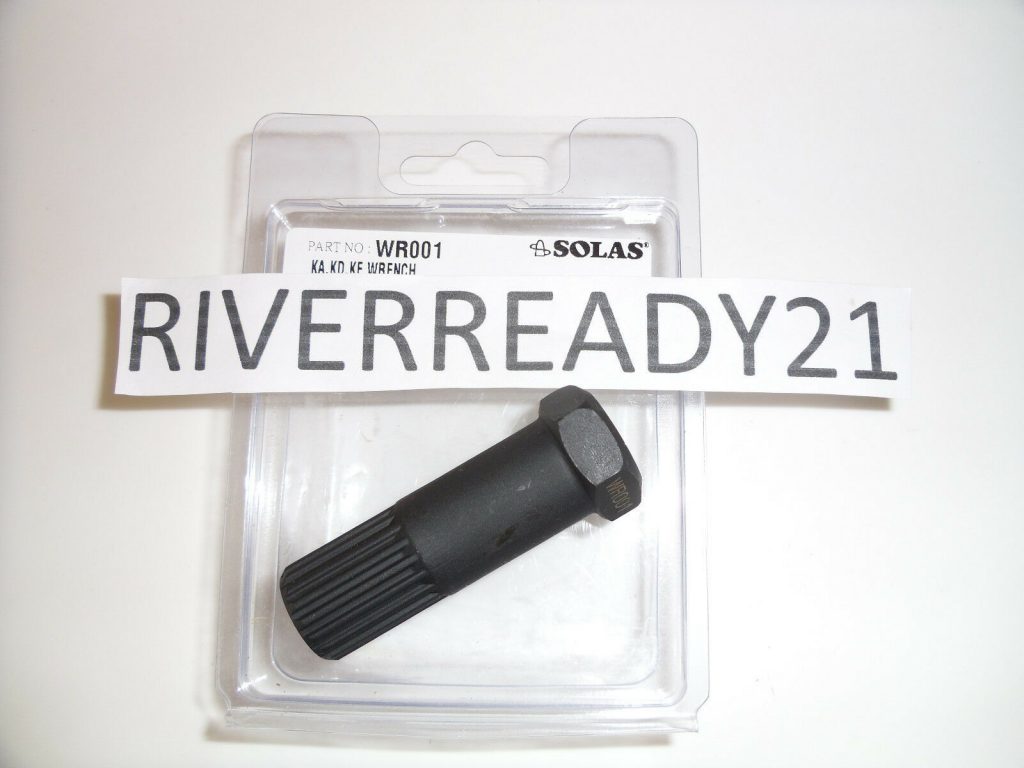 PART NO : WR001 SOLAS®
KA,KD,KE WRENCH
RIVERREADY21
WR001